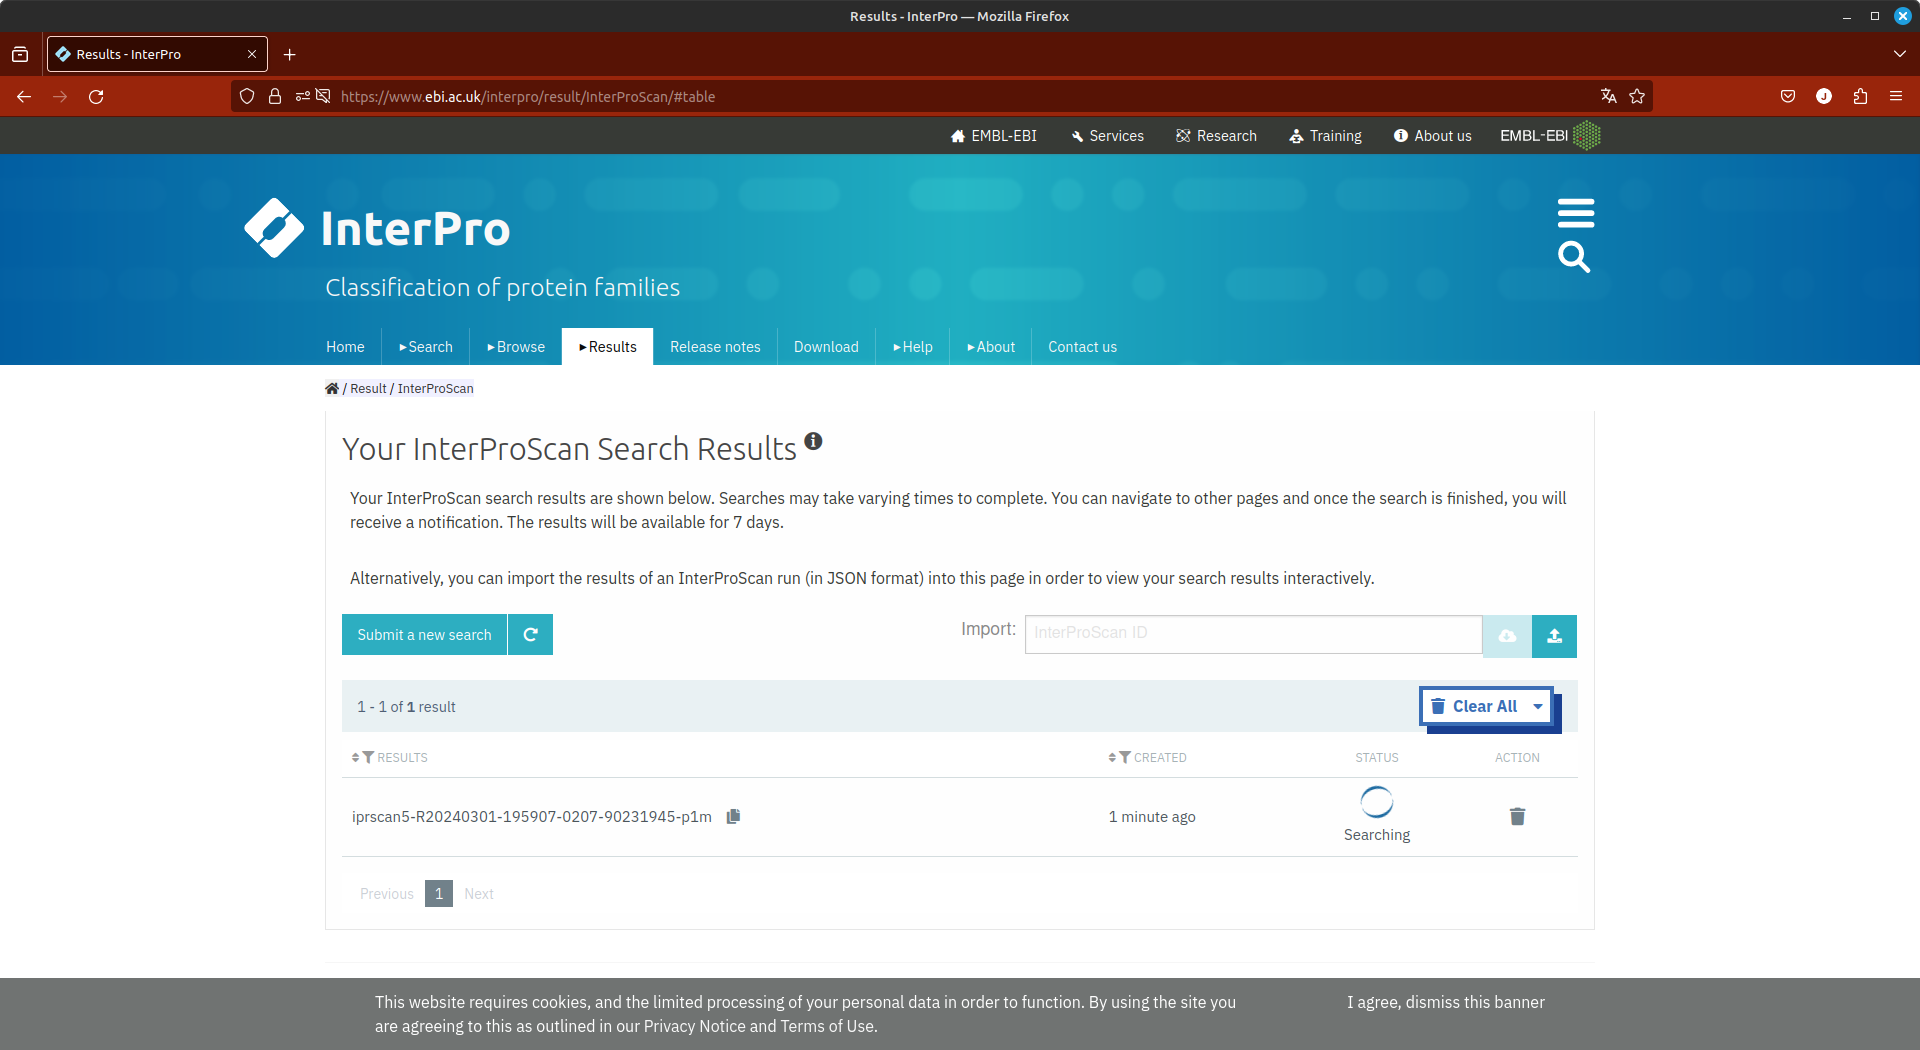 Results - InterPro — Mozilla Firefox
Results - InterPro
https://www.ebi.ac.uk/interpro/result/InterProScan/#table
J
EMBL-EBI
Services
Research
Training
About us
EMBL-EBI
InterPro
Classification of protein families
Home
Search
Browse
Results
Release notes
Download
Help
About
Contact us
/ Result / InterProScan
Your InterProScan Search Results
Your InterProScan search results are shown below. Searches may take varying times to complete. You can navigate to other pages and once the search is finished, you will
receive a notification. The results will be available for 7 days.
Alternatively, you can import the results of an InterProScan run (in JSON format) into this page in order to view your search results interactively.
Submit a new search
Import:
InterProScan ID
1 - 1 of 1 result
Clear All
RESULTS
CREATED
STATUS
ACTION
iprscan5-R20240301-195907-0207-90231945-p1m
1 minute ago
Searching
Previous
1
Next
This website requires cookies, and the limited processing of your personal data in order to function. By using the site you
are agreeing to this as outlined in our Privacy Notice and Terms of Use.
I agree, dismiss this banner